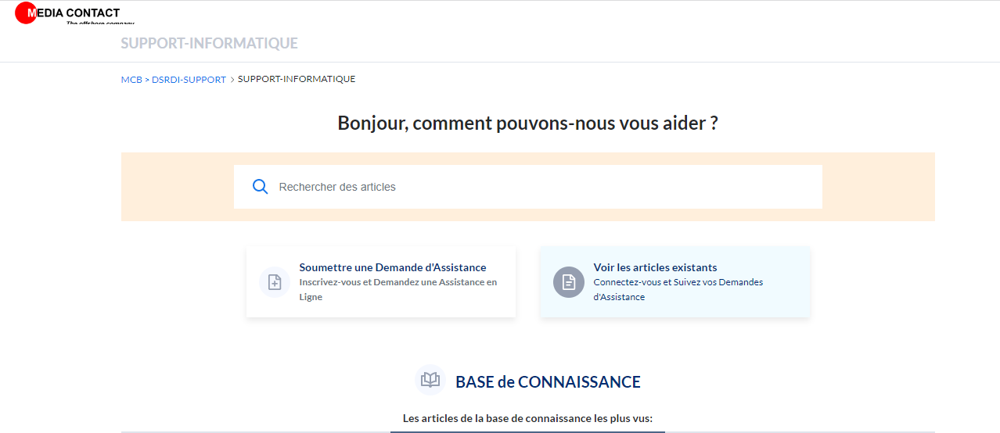 MEDIA CONTACT
The offshore company
SUPPORT-INFORMATIQUE
MCB > DSRDI-SUPPORT > SUPPORT-INFORMATIQUE
Bonjour, comment pouvons-nous vous aider ?
Rechercher des articles
Soumettre une Demande d'Assistance
Inscrivez-vous et Demandez une Assistance en
Ligne
Voir les articles existants
Connectez-vous et Suivez vos Demandes
d'Assistance
BASE de CONNAISSANCE
Les articles de la base de connaissance les plus vus: